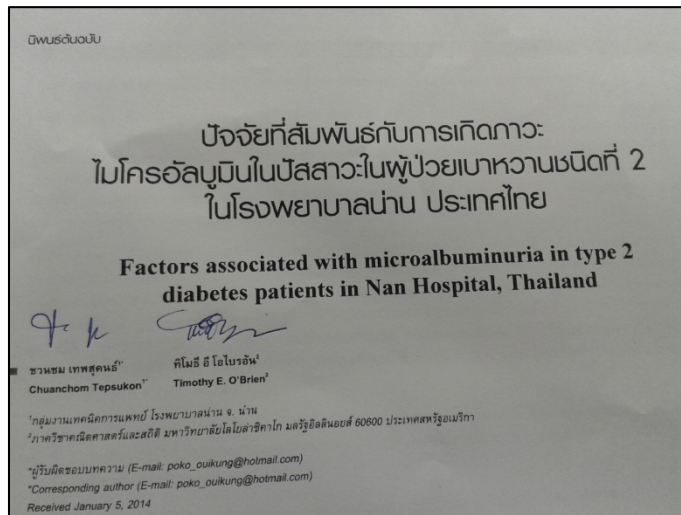 นิพนธ์ต้นฉบับ
ปัจจัยที่สัมพันธ์กับการเกิดภาวะ
ไมโครอัลบูมินในปัสสาวะในผู้ป่วยเบาหวานชนิดที่ 2
ในโรงพยาบาลน่าน ประเทศไทย
Factors associated with microalbuminuria in type 2
diabetes patients in Nan Hospital, Thailand
ชวนชม เทพสุคนธ์¹* ทิโมธี อี โอไบรอัน²
Chuanchom Tepsukon¹* Timothy E. O'Brien²
¹กลุ่มงานเทคนิคการแพทย์ โรงพยาบาลน่าน จ. น่าน
²ภาควิชาคณิตศาสตร์และสถิติ มหาวิทยาลัยโลโยล่าชิคาโก มลรัฐอิลลินอยส์ 60600 ประเทศสหรัฐอเมริกา
*ผู้รับผิดชอบบทความ (E-mail: poko_ouikung@hotmail.com)
*Corresponding author (E-mail: poko_ouikung@hotmail.com)
Received January 5, 2014